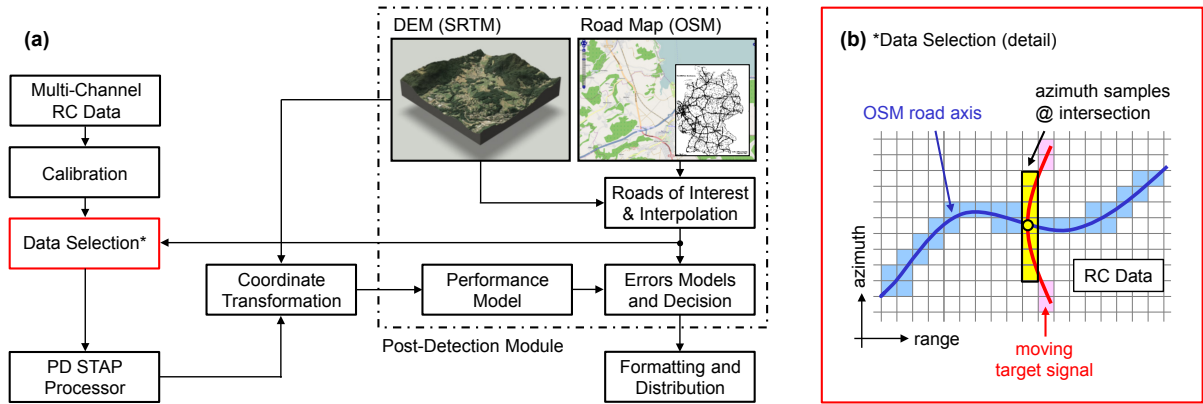 (a)
DEM (SRTM)
Road Map (OSM)
Multi-Channel
RC Data
Calibration
Data Selection*
PD STAP
Processor
Coordinate
Transformation
Performance
Model
Roads of Interest
& Interpolation
Errors Models
and Decision
Post-Detection Module
Formatting and
Distribution
(b) *Data Selection (detail)
azimuth samples
@ intersection
OSM road axis
azimuth
RC Data
range
moving
target signal